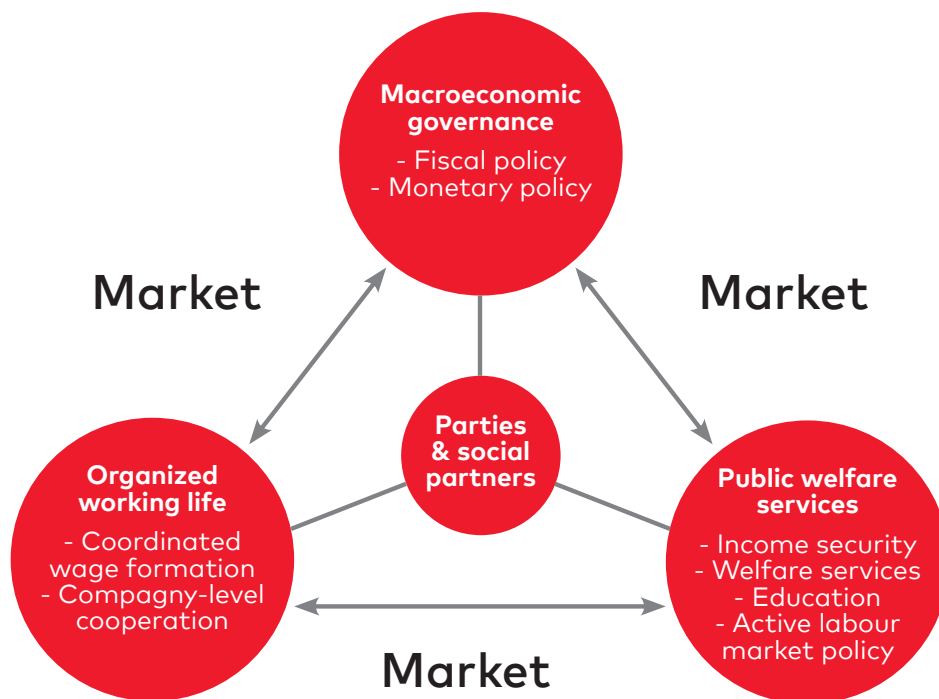 Macroeconomic
governance
- Fiscal policy
- Monetary policy
Market
Market
Parties
& social
partners
Organized
working life
- Coordinated
wage formation
- Compagny-level
cooperation
Public welfare
services
- Income security
- Welfare services
- Education
- Active labour
market policy
Market